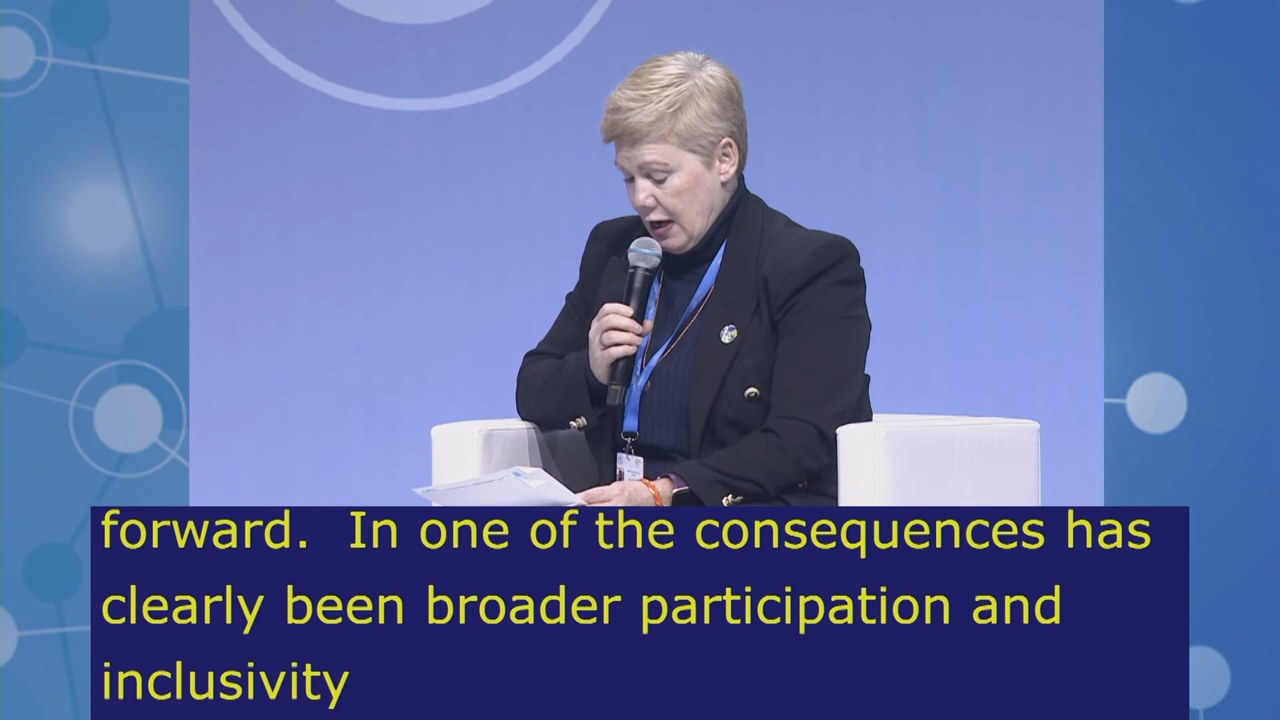 forward.  In one of the consequences has
clearly been broader participation and
inclusivity